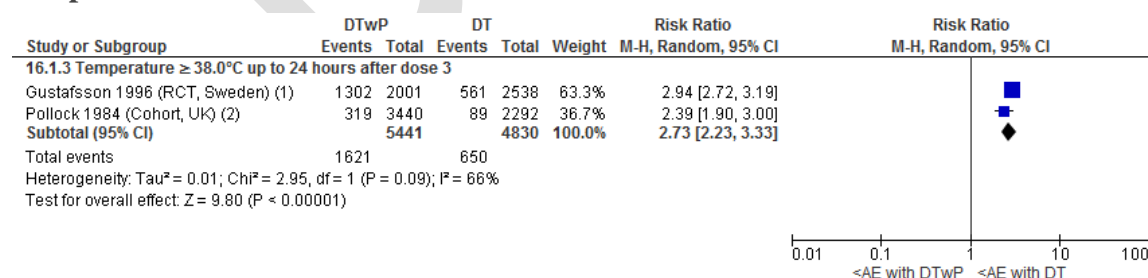 DTwP DT Risk Ratio Risk Ratio
Study or Subgroup Events Total Events Total Weight M-H, Random, 95% CI M-H, Random, 95% CI
16.1.3 Temperature ≥ 38.0°C up to 24 hours after dose 3
Gustafsson 1996 (RCT, Sweden) (1) 1302 2001 561 2538 63.3% 2.94 [2.72, 3.19]
Pollock 1984 (Cohort, UK) (2) 319 3440 89 2292 36.7% 2.39 [1.90, 3.00]
Subtotal (95% CI) 5441 4830 100.0% 2.73 [2.23, 3.33]
Total events 1621 650
Heterogeneity: Tau² = 0.01; Chi² = 2.95, df = 1 (P = 0.09); I² = 66%
Test for overall effect: Z = 9.80 (P < 0.00001)
0.01 0.1 1 10 100
<AE with DTwP <AE with DT